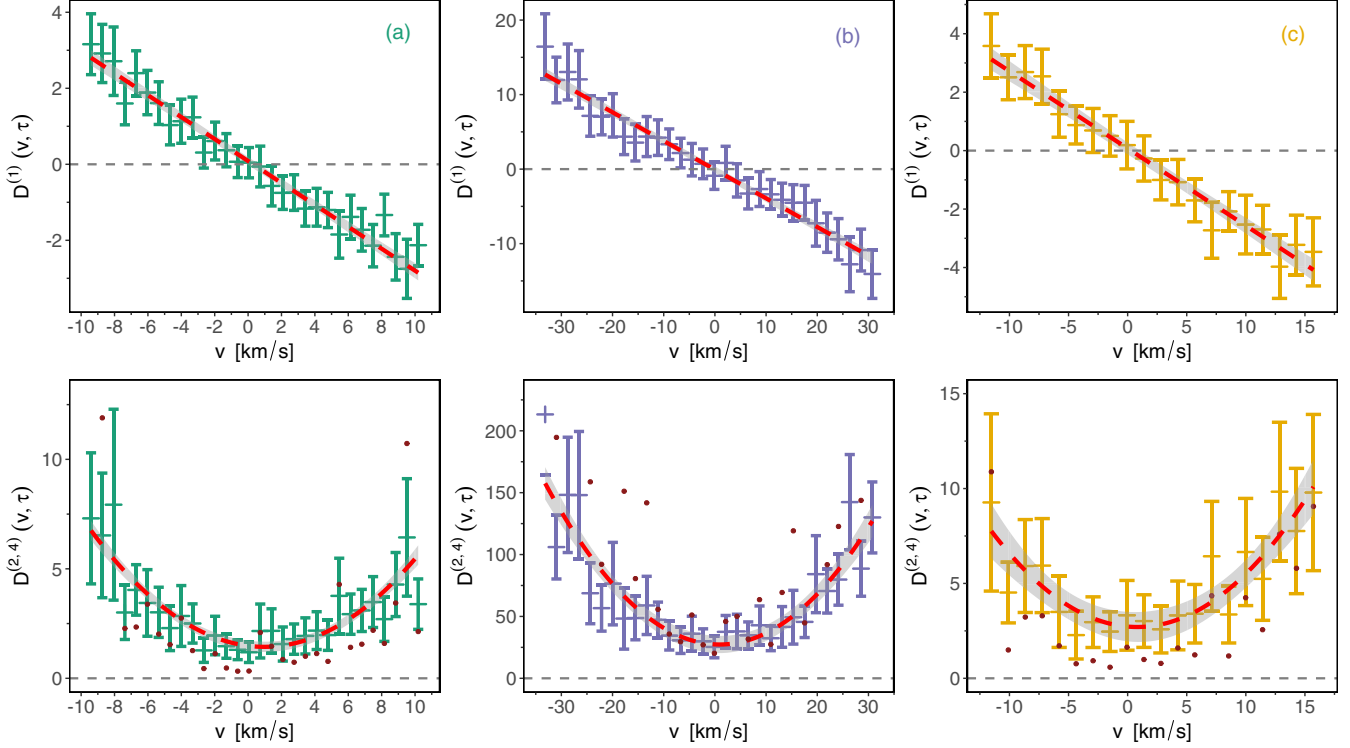 (a)
D⁽¹⁾ (v, τ)
4
2
0
-2
-10 -8 -6 -4 -2 0 2 4 6 8 10
v [km/s]
(b)
D⁽¹⁾ (v, τ)
20
10
0
-10
-30 -20 -10 0 10 20 30
v [km/s]
(c)
D⁽¹⁾ (v, τ)
4
2
0
-2
-4
-10 -5 0 5 10 15
v [km/s]
D⁽²,⁴⁾ (v, τ)
10
5
0
-10 -8 -6 -4 -2 0 2 4 6 8 10
v [km/s]
D⁽²,⁴⁾ (v, τ)
200
150
100
50
0
-30 -20 -10 0 10 20 30
v [km/s]
D⁽²,⁴⁾ (v, τ)
15
10
5
0
-10 -5 0 5 10 15
v [km/s]